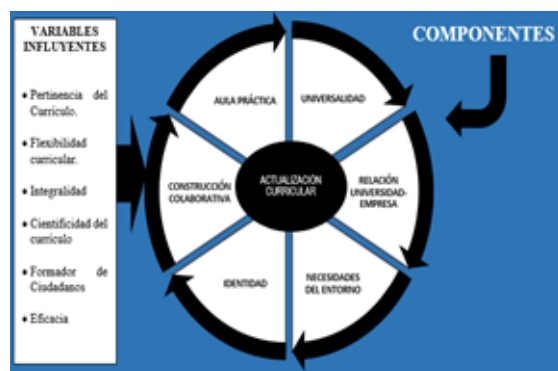 VARIABLES
INFLUYENTES
• Pertinencia del
Currículo.
• Flexibilidad
curricular.
• Integralidad
• Cientificidad del
currículo
• Formador de
Ciudadanos
• Eficacia
COMPONENTES
AULA PRÁCTICA
UNIVERSALIDAD
CONSTRUCCIÓN
COLABORATIVA
ACTUALIZACIÓN
CURRICULAR
RELACIÓN
UNIVERSIDAD-
EMPRESA
IDENTIDAD
NECESIDADES
DEL ENTORNO